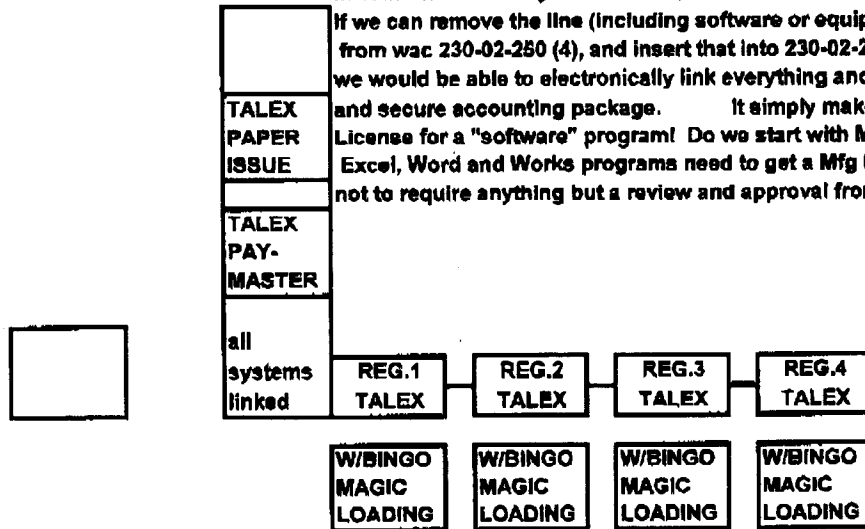 If we can remove the line (including software or equip
from wac 230-02-250 (4), and insert that into 230-02-2
we would be able to electronically link everything and
and secure accounting package. It simply mak
License for a "software" program! Do we start with M
Excel, Word and Works programs need to get a Mfg
not to require anything but a review and approval fro
TALEX
PAPER
ISSUE
TALEX
PAY-
MASTER
all
systems
linked
REG.1 REG.2 REG.3 REG.4
TALEX TALEX TALEX TALEX
W/BINGO W/BINGO W/BINGO W/BINGO
MAGIC MAGIC MAGIC MAGIC
LOADING LOADING LOADING LOADING